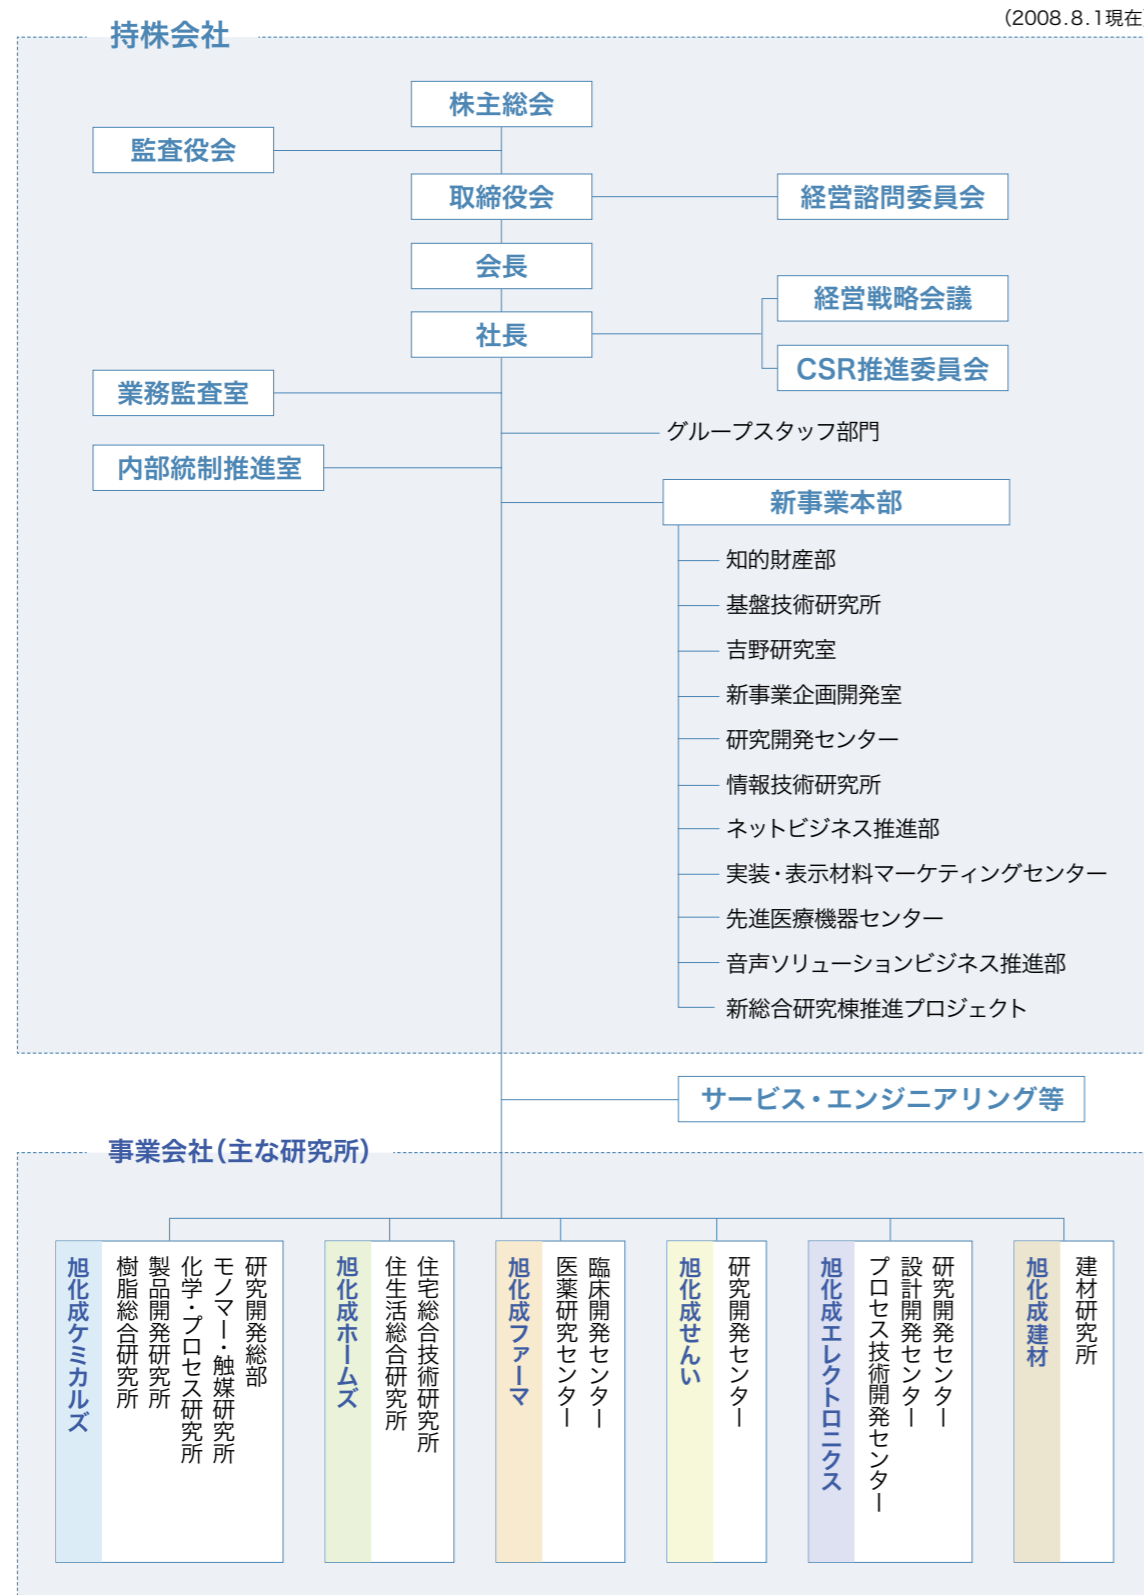 (2008.8.1現在)
持株会社
株主総会
監査役会
取締役会
経営諮問委員会
会長
経営戦略会議
社長
CSR推進委員会
業務監査室
グループスタッフ部門
内部統制推進室
新事業本部
知的財産部
基盤技術研究所
吉野研究室
新事業企画開発室
研究開発センター
情報技術研究所
ネットビジネス推進部
実装・表示材料マーケティングセンター
先進医療機器センター
音声ソリューションビジネス推進部
新総合研究棟推進プロジェクト
サービス・エンジニアリング等
事業会社(主な研究所)
旭化成ケミカルズ
研究開発総部
モノマー・触媒研究所
化学・プロセス研究所
製品開発研究所
樹脂総合研究所
旭化成ホームズ
住宅総合技術研究所
住生活総合研究所
旭化成ファーマ
臨床開発センター
医薬研究センター
旭化成せんい
研究開発センター
旭化成エレクトロニクス
研究開発センター
設計開発センター
プロセス技術開発センター
旭化成建材
建材研究所